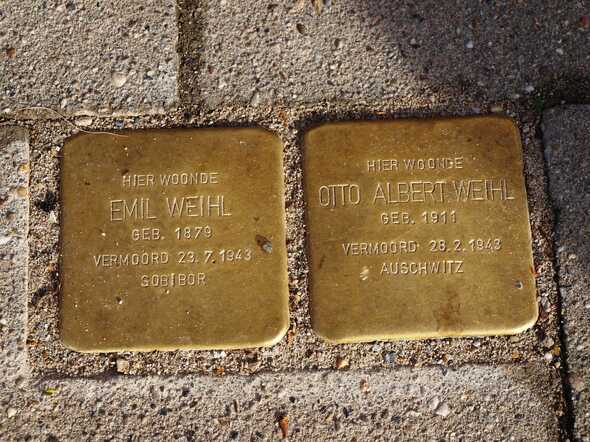 HIER WOONDE
EMIL WEIHL
GEB. 1879
VERMOORD 23.7.1943
SOBIBOR
HIER WOONDE
OTTO ALBERT WEIHL
GEB. 1911
VERMOORD 28.2.1943
AUSCHWITZ